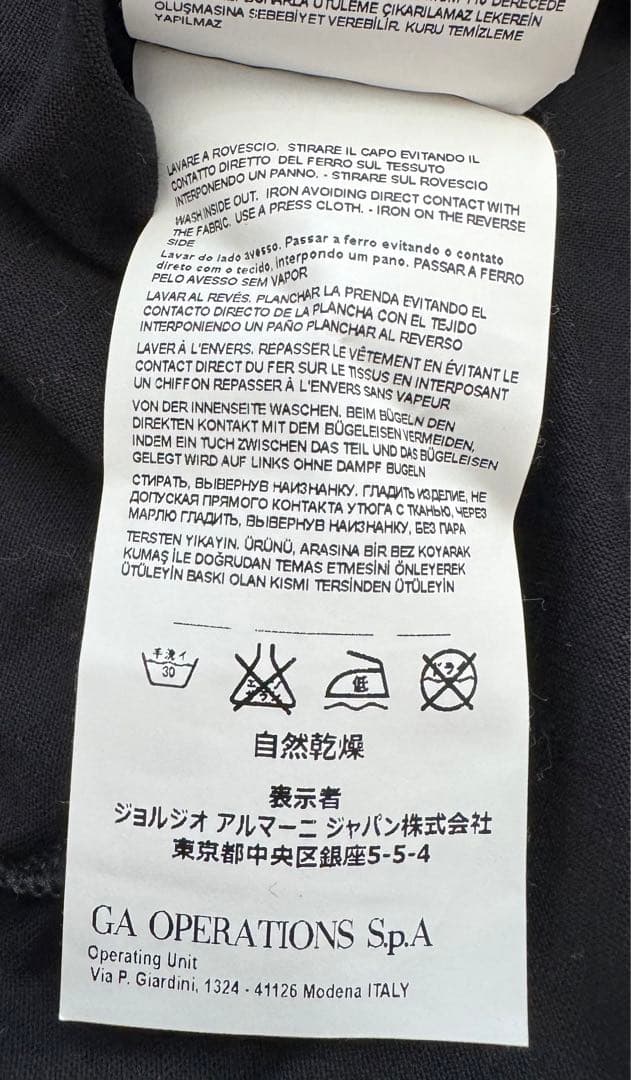 DERECEDE
ÜTÜLEME ÇIKARILAMAZ LEKEREİN
OLUŞMASINA SEBEBİYET VEREBİLİR. KURU TEMİZLEME
YAPILMAZ
LAVARE A ROVESCIO. STIRARE IL CAPO EVITANDO IL
CONTATTO DIRETTO DEL FERRO SUL TESSUTO
INTERPONENDO UN PANNO. - STIRARE SUL ROVESCIO
WASH INSIDE OUT. IRON AVOIDING DIRECT CONTACT WITH
THE FABRIC. USE A PRESS CLOTH. - IRON ON THE REVERSE
SIDE
Lavar do lado avesso. Passar a ferro evitando o contato
direto com o tecido, interpondo um pano. PASSAR A FERRO
PELO AVESSO SEM VAPOR
LAVAR AL REVÉS. PLANCHAR LA PRENDA EVITANDO EL
CONTACTO DIRECTO DE LA PLANCHA CON EL TEJIDO
INTERPONIENDO UN PAÑO PLANCHAR AL REVERSO
LAVER À L'ENVERS. REPASSER LE VÊTEMENT EN ÉVITANT LE
CONTACT DIRECT DU FER SUR LE TISSUS EN INTERPOSANT
UN CHIFFON REPASSER À L'ENVERS SANS VAPEUR
VON DER INNENSEITE WASCHEN. BEIM BÜGELN DEN
DIREKTEN KONTAKT MIT DEM BÜGELEISEN VERMEIDEN,
INDEM EIN TUCH ZWISCHEN DAS TEIL UND DAS BÜGELEISEN
GELEGT WIRD AUF LINKS OHNE DAMPF BUGELN
СТИРАТЬ, ВЫВЕРНУВ НАИЗНАНКУ. ГЛАДИТЬ ИЗДЕЛИЕ, НЕ
ДОПУСКАЯ ПРЯМОГО КОНТАКТА УТЮГА С ТКАНЬЮ, ЧЕРЕЗ
МАРЛЮ ГЛАДИТЬ, ВЫВЕРНУВ НАИЗНАНКУ, БЕЗ ПАРА
TERSTEN YIKAYIN. ÜRÜNÜ, ARASINA BİR BEZ KOYARAK
KUMAŞ İLE DOĞRUDAN TEMAS ETMESİNİ ÖNLEYEREK
ÜTÜLEYİN BASKI OLAN KISMI TERSİNDEN ÜTÜLEYİN
手洗イ
30
低
自然乾燥
表示者
ジョルジオ アルマーニ ジャパン株式会社
東京都中央区銀座5-5-4
GA OPERATIONS S.p.A
Operating Unit
Via P. Giardini, 1324 - 41126 Modena ITALY